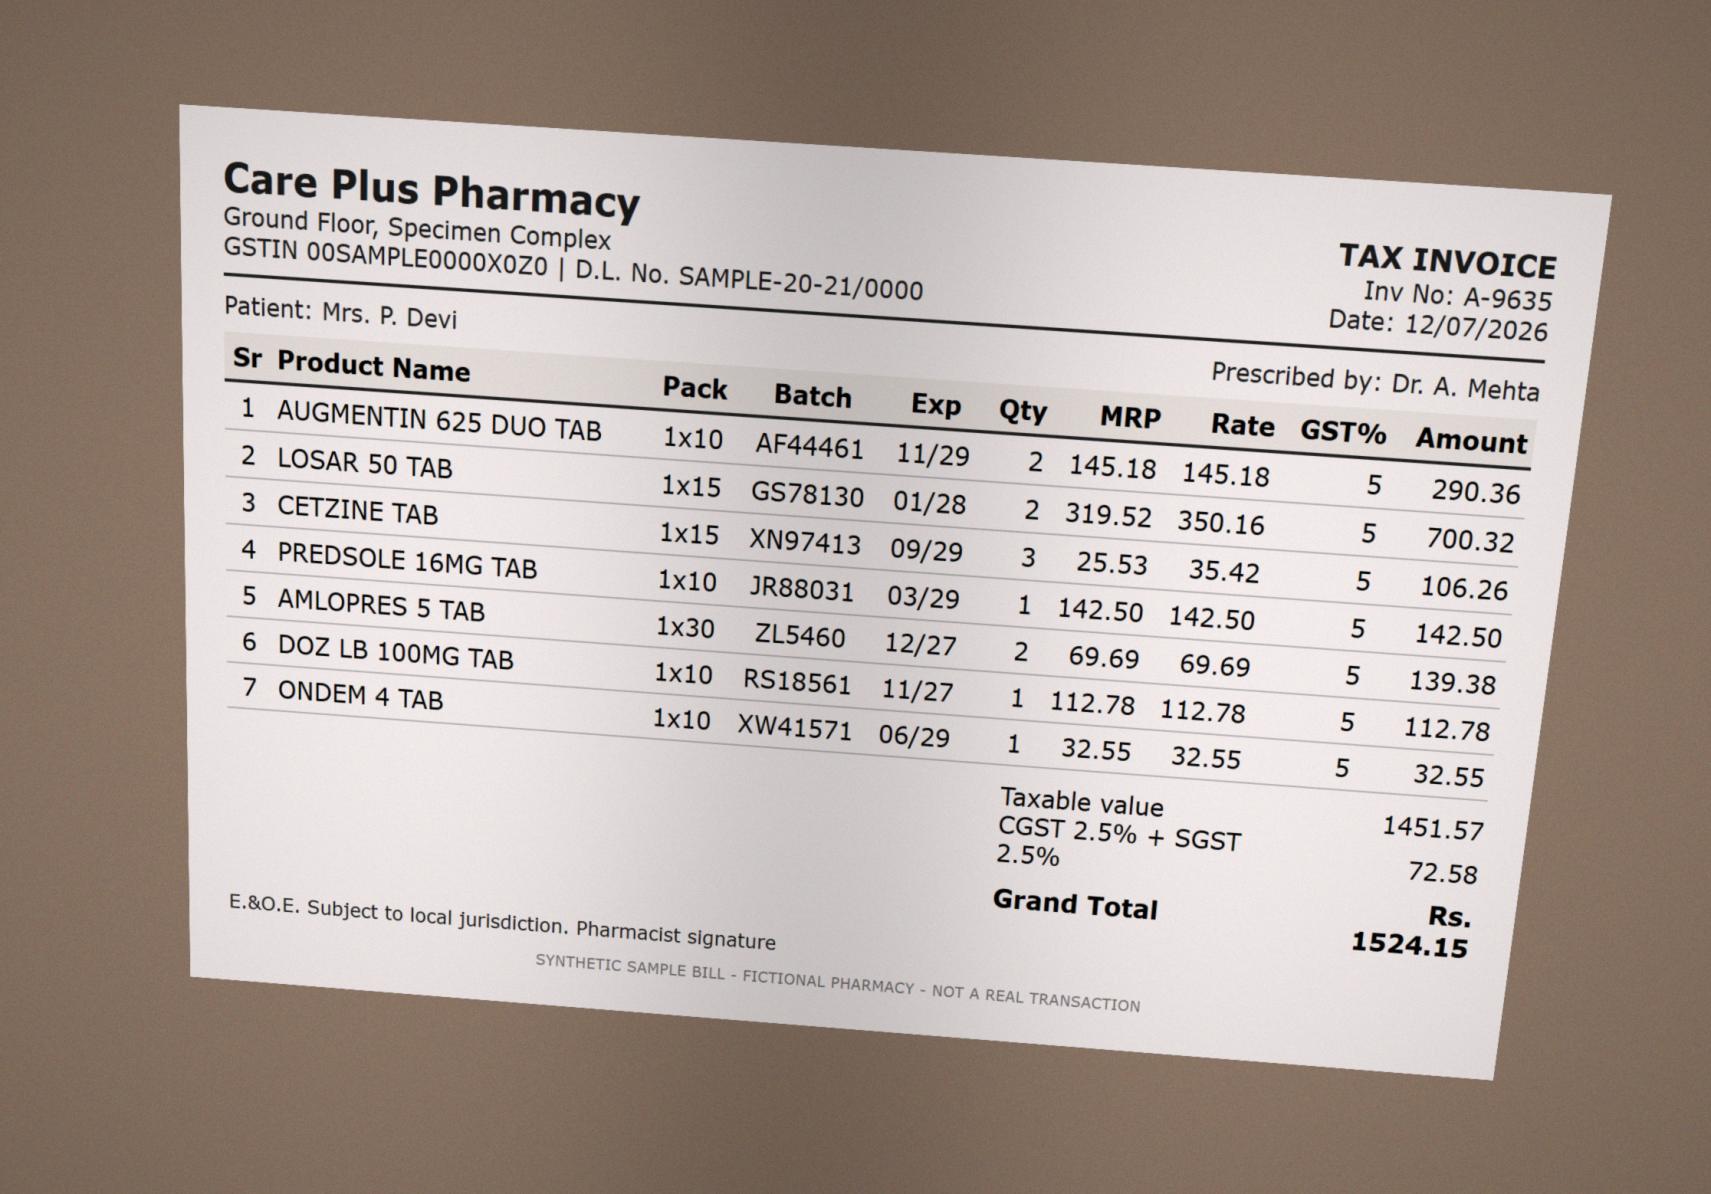 Care Plus Pharmacy
Ground Floor, Specimen Complex
GSTIN 00SAMPLE0000X0Z0 | D.L. No. SAMPLE-20-21/0000
TAX INVOICE
Inv No: A-9635
Date: 12/07/2026
Patient: Mrs. P. Devi
Prescribed by: Dr. A. Mehta
Sr Product Name Pack Batch Exp Qty MRP Rate GST% Amount
1 AUGMENTIN 625 DUO TAB 1x10 AF44461 11/29 2 145.18 145.18 5 290.36
2 LOSAR 50 TAB 1x15 GS78130 01/28 2 319.52 350.16 5 700.32
3 CETZINE TAB 1x15 XN97413 09/29 3 25.53 35.42 5 106.26
4 PREDSOLE 16MG TAB 1x10 JR88031 03/29 1 142.50 142.50 5 142.50
5 AMLOPRES 5 TAB 1x30 ZL5460 12/27 2 69.69 69.69 5 139.38
6 DOZ LB 100MG TAB 1x10 RS18561 11/27 1 112.78 112.78 5 112.78
7 ONDEM 4 TAB 1x10 XW41571 06/29 1 32.55 32.55 5 32.55
Taxable value 1451.57
CGST 2.5% + SGST
2.5% 72.58
Grand Total Rs.
1524.15
E.&O.E. Subject to local jurisdiction. Pharmacist signature
SYNTHETIC SAMPLE BILL - FICTIONAL PHARMACY - NOT A REAL TRANSACTION